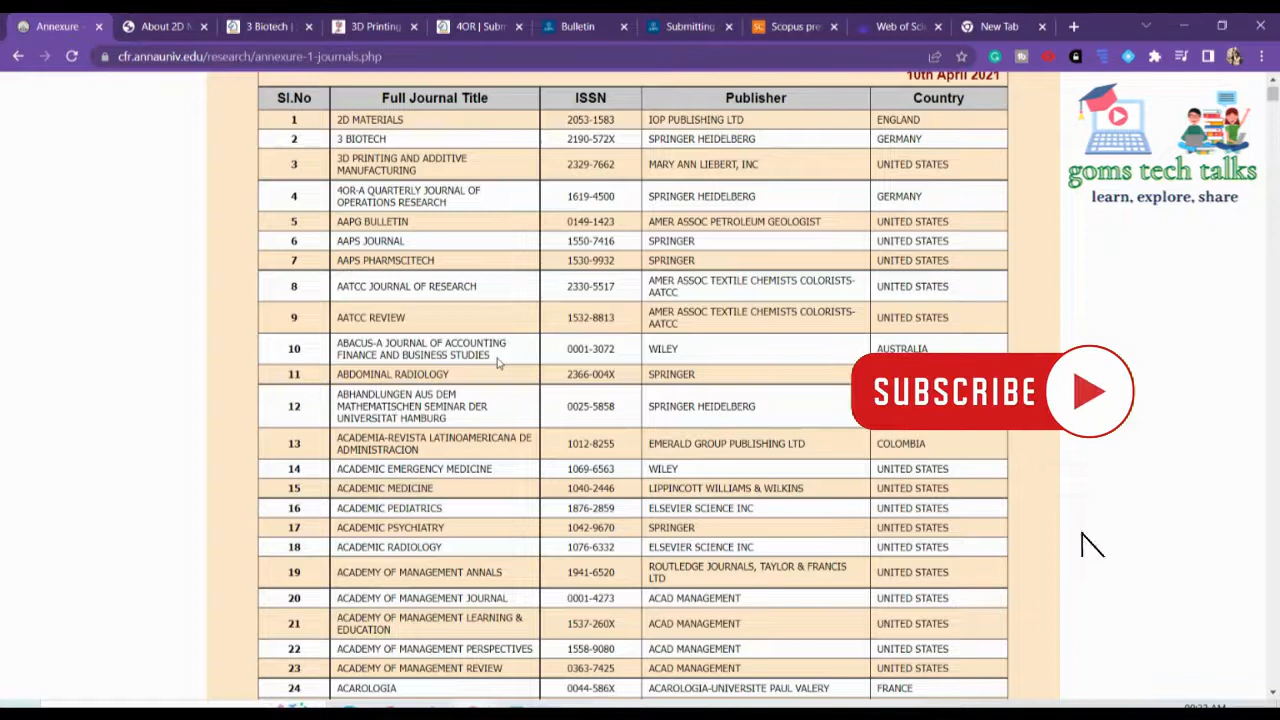 Annexure -
About 2D M
3 Biotech |
3D Printing
4OR | Subm
Bulletin
Submitting
Scopus pre
Web of Sci
New Tab
cfr.annauniv.edu/research/annexure-1-journals.php
10th April 2021
Sl.No Full Journal Title ISSN Publisher Country
1 2D MATERIALS 2053-1583 IOP PUBLISHING LTD ENGLAND
2 3 BIOTECH 2190-572X SPRINGER HEIDELBERG GERMANY
3 3D PRINTING AND ADDITIVE
MANUFACTURING 2329-7662 MARY ANN LIEBERT, INC UNITED STATES
4 4OR-A QUARTERLY JOURNAL OF
OPERATIONS RESEARCH 1619-4500 SPRINGER HEIDELBERG GERMANY
5 AAPG BULLETIN 0149-1423 AMER ASSOC PETROLEUM GEOLOGIST UNITED STATES
6 AAPS JOURNAL 1550-7416 SPRINGER UNITED STATES
7 AAPS PHARMSCITECH 1530-9932 SPRINGER UNITED STATES
8 AATCC JOURNAL OF RESEARCH 2330-5517 AMER ASSOC TEXTILE CHEMISTS COLORISTS-
AATCC UNITED STATES
9 AATCC REVIEW 1532-8813 AMER ASSOC TEXTILE CHEMISTS COLORISTS-
AATCC UNITED STATES
10 ABACUS-A JOURNAL OF ACCOUNTING
FINANCE AND BUSINESS STUDIES 0001-3072 WILEY AUSTRALIA
11 ABDOMINAL RADIOLOGY 2366-004X SPRINGER
12 ABHANDLUNGEN AUS DEM
MATHEMATISCHEN SEMINAR DER
UNIVERSITAT HAMBURG 0025-5858 SPRINGER HEIDELBERG
13 ACADEMIA-REVISTA LATINOAMERICANA DE
ADMINISTRACION 1012-8255 EMERALD GROUP PUBLISHING LTD COLOMBIA
14 ACADEMIC EMERGENCY MEDICINE 1069-6563 WILEY UNITED STATES
15 ACADEMIC MEDICINE 1040-2446 LIPPINCOTT WILLIAMS & WILKINS UNITED STATES
16 ACADEMIC PEDIATRICS 1876-2859 ELSEVIER SCIENCE INC UNITED STATES
17 ACADEMIC PSYCHIATRY 1042-9670 SPRINGER UNITED STATES
18 ACADEMIC RADIOLOGY 1076-6332 ELSEVIER SCIENCE INC UNITED STATES
19 ACADEMY OF MANAGEMENT ANNALS 1941-6520 ROUTLEDGE JOURNALS, TAYLOR & FRANCIS
LTD UNITED STATES
20 ACADEMY OF MANAGEMENT JOURNAL 0001-4273 ACAD MANAGEMENT UNITED STATES
21 ACADEMY OF MANAGEMENT LEARNING &
EDUCATION 1537-260X ACAD MANAGEMENT UNITED STATES
22 ACADEMY OF MANAGEMENT PERSPECTIVES 1558-9080 ACAD MANAGEMENT UNITED STATES
23 ACADEMY OF MANAGEMENT REVIEW 0363-7425 ACAD MANAGEMENT UNITED STATES
24 ACAROLOGIA 0044-586X ACAROLOGIA-UNIVERSITE PAUL VALERY FRANCE
goms tech talks
learn, explore, share
SUBSCRIBE